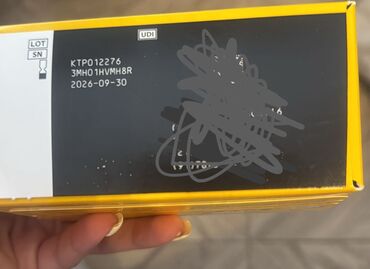 UDI
LOT
KTP012276
SN
3MH01HVMH8R
2026-09-30